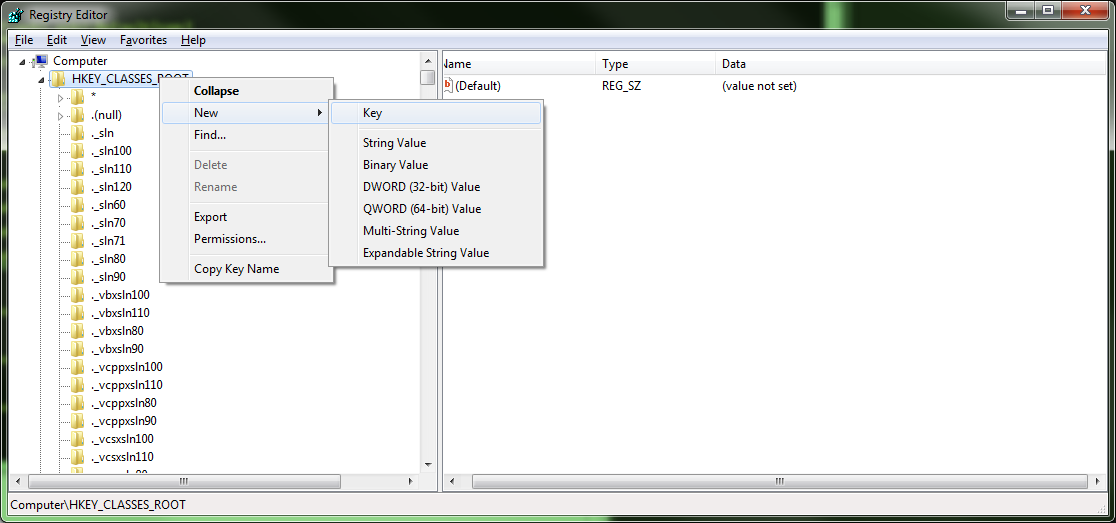 Registry Editor
File Edit View Favorites Help
Computer
HKEY_CLASSES_ROOT
*
.(null)
._sln
._sln100
._sln110
._sln120
._sln60
._sln70
._sln71
._sln80
._sln90
._vbxsln100
._vbxsln110
._vbxsln80
._vbxsln90
._vcppxsln100
._vcppxsln110
._vcppxsln80
._vcppxsln90
._vcsxsln100
._vcsxsln110
Collapse
New
Find...
Delete
Rename
Export
Permissions...
Copy Key Name
Key
String Value
Binary Value
DWORD (32-bit) Value
QWORD (64-bit) Value
Multi-String Value
Expandable String Value
Name Type Data
(Default) REG_SZ (value not set)
Computer\HKEY_CLASSES_ROOT